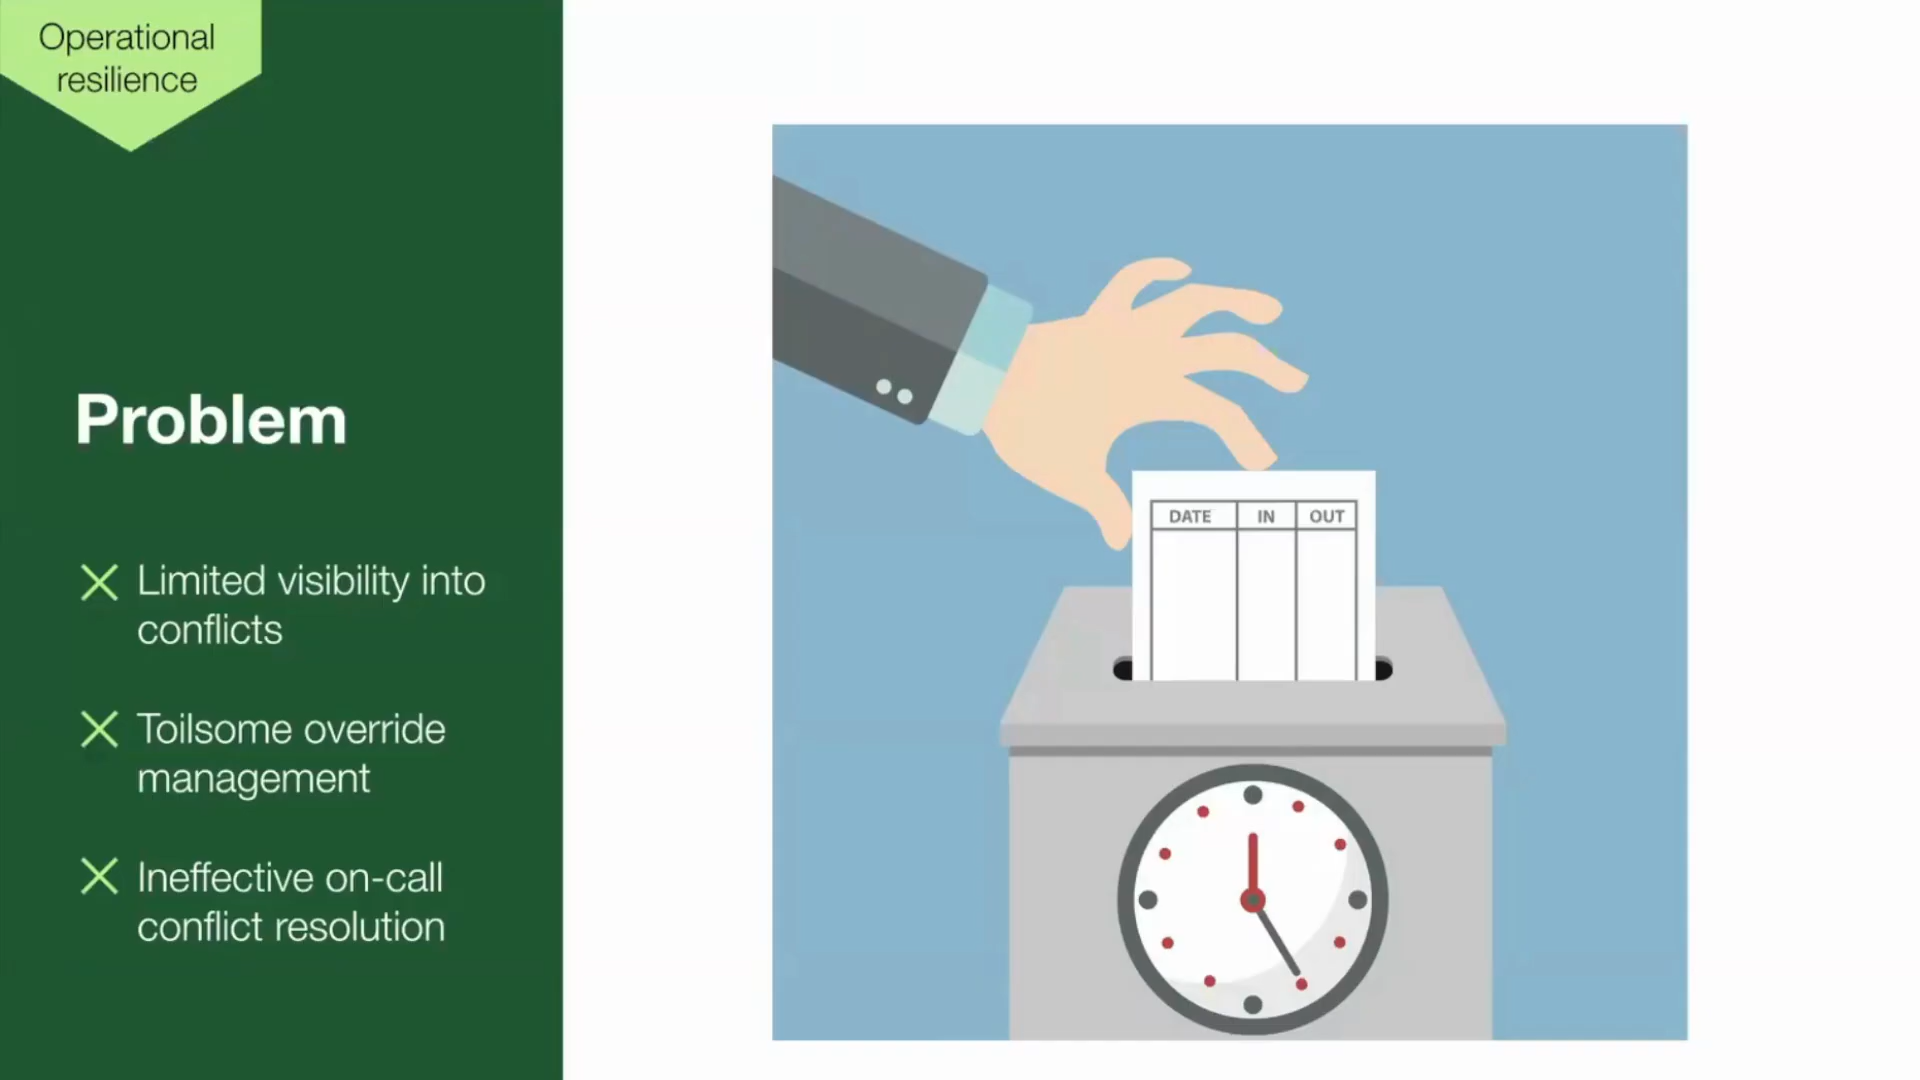 Operational
resilience
Problem
Limited visibility into
conflicts
Toilsome override
management
Ineffective on-call
conflict resolution
DATE IN OUT